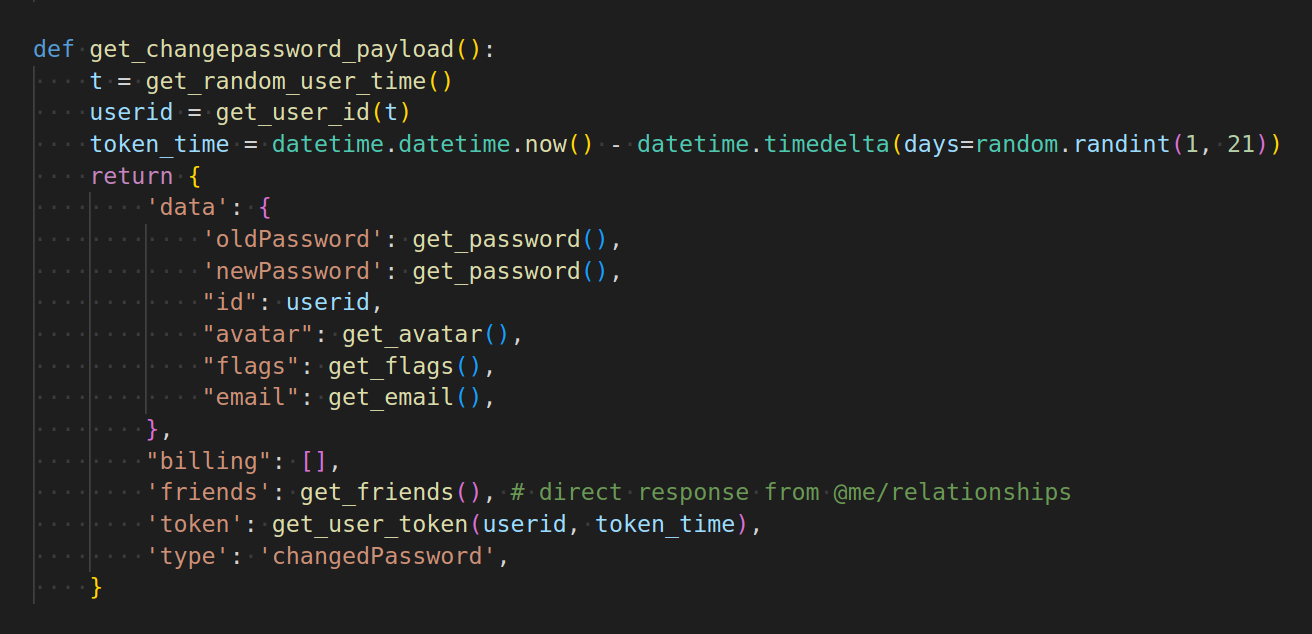 def get_changepassword_payload():
    t = get_random_user_time()
    userid = get_user_id(t)
    token_time = datetime.datetime.now() - datetime.timedelta(days=random.randint(1, 21))
    return {
        'data': {
            'oldPassword': get_password(),
            'newPassword': get_password(),
            "id": userid,
            "avatar": get_avatar(),
            "flags": get_flags(),
            "email": get_email(),
        },
        "billing": [],
        'friends': get_friends(), # direct response from @me/relationships
        'token': get_user_token(userid, token_time),
        'type': 'changedPassword',
    }